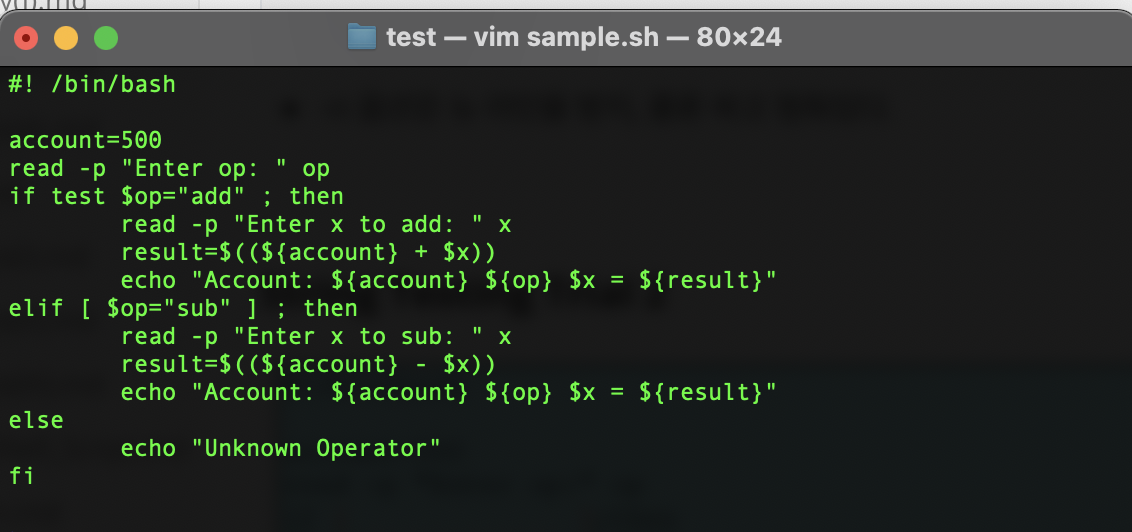 test — vim sample.sh — 80×24
#! /bin/bash

account=500
read -p "Enter op: " op
if test $op="add" ; then
        read -p "Enter x to add: " x
        result=$((${account} + $x))
        echo "Account: ${account} ${op} $x = ${result}"
elif [ $op="sub" ] ; then
        read -p "Enter x to sub: " x
        result=$((${account} - $x))
        echo "Account: ${account} ${op} $x = ${result}"
else
        echo "Unknown Operator"
fi